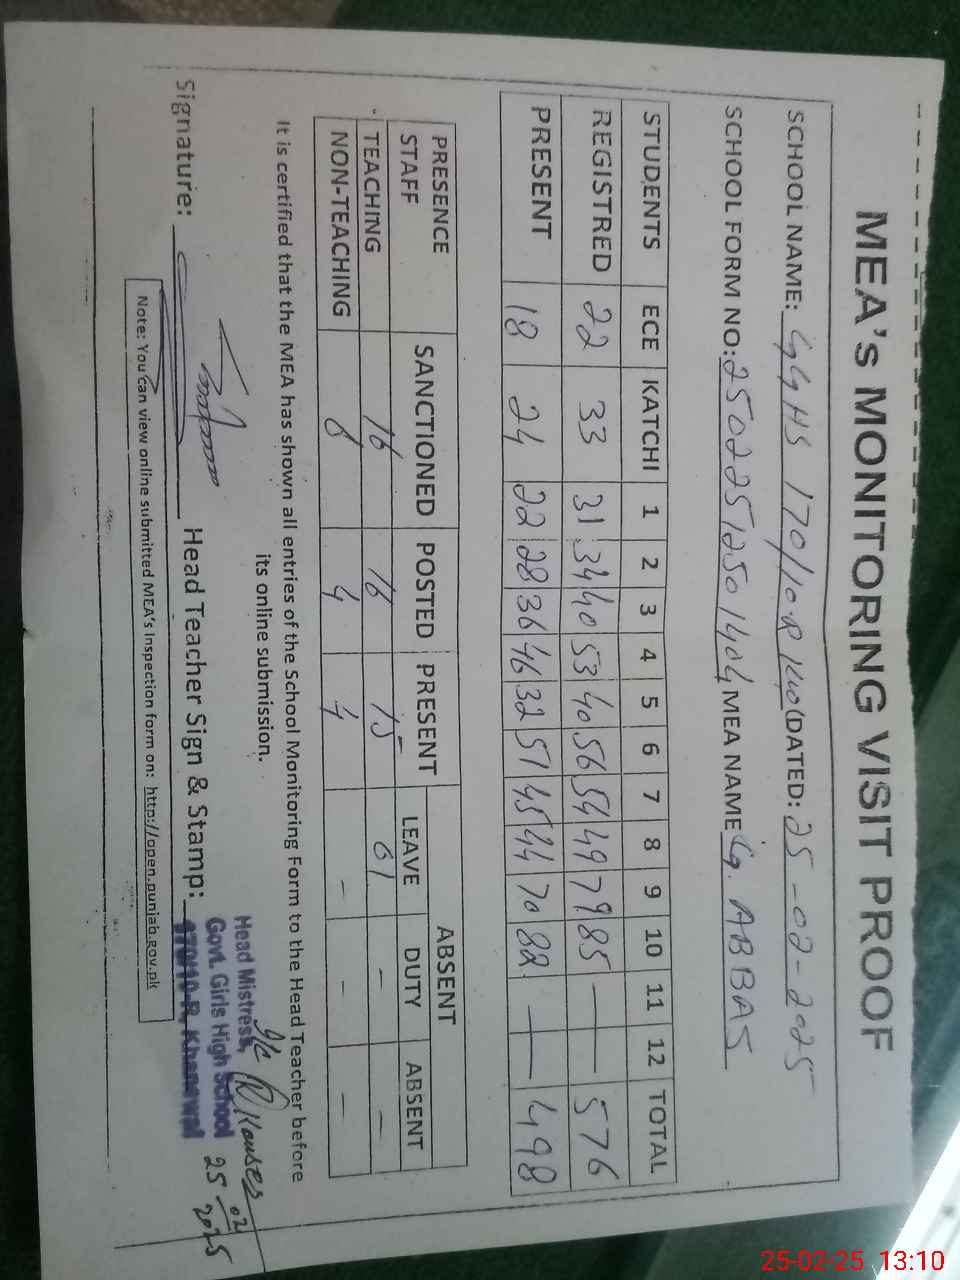 MEA's MONITORING VISIT PROOF
SCHOOL NAME: GGHS 170/10-R KWL DATED: 25-02-2025
SCHOOL FORM NO: 25022512501404 MEA NAME G. ABBAS
STUDENTS ECE KATCHI 1 2 3 4 5 6 7 8 9 10 11 12 TOTAL
REGISTRED 22 33 31 34 40 53 40 56 54 49 79 85 — — 576
PRESENT 18 24 22 28 36 46 32 51 45 44 70 82 — — 498
PRESENCE STAFF SANCTIONED POSTED PRESENT ABSENT
LEAVE DUTY ABSENT
TEACHING 16 16 15 01 - -
NON-TEACHING 8 4 4 - - -
It is certified that the MEA has shown all entries of the School Monitoring Form to the Head Teacher before
its online submission.
I/C R Kauser
25-02
2025
Signature: Head Teacher Sign & Stamp:
Head Mistress,
Govt. Girls High School
170/10-R, Khanewal
Note: You can view online submitted MEA's Inspection form on: http://open.punjab.gov.pk
25-02-25 13:10